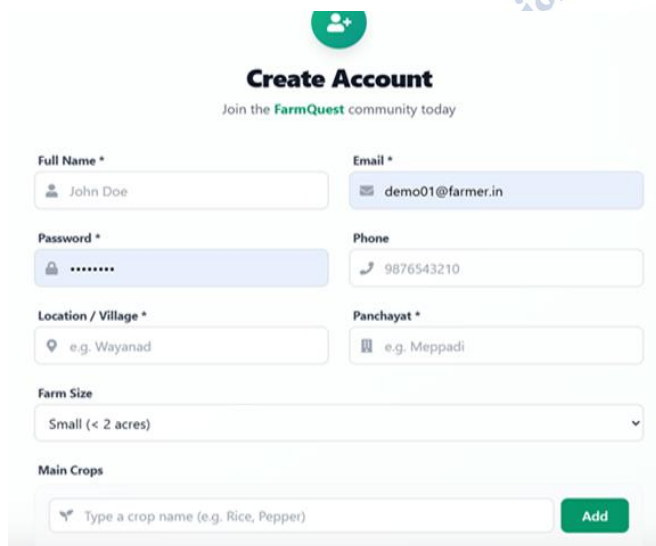 Create Account
Join the FarmQuest community today
Full Name *
Email *
John Doe
demo01@farmer.in
Password *
Phone
••••••••
9876543210
Location / Village *
Panchayat *
e.g. Wayanad
e.g. Meppadi
Farm Size
Small (< 2 acres)
Main Crops
Type a crop name (e.g. Rice, Pepper)
Add